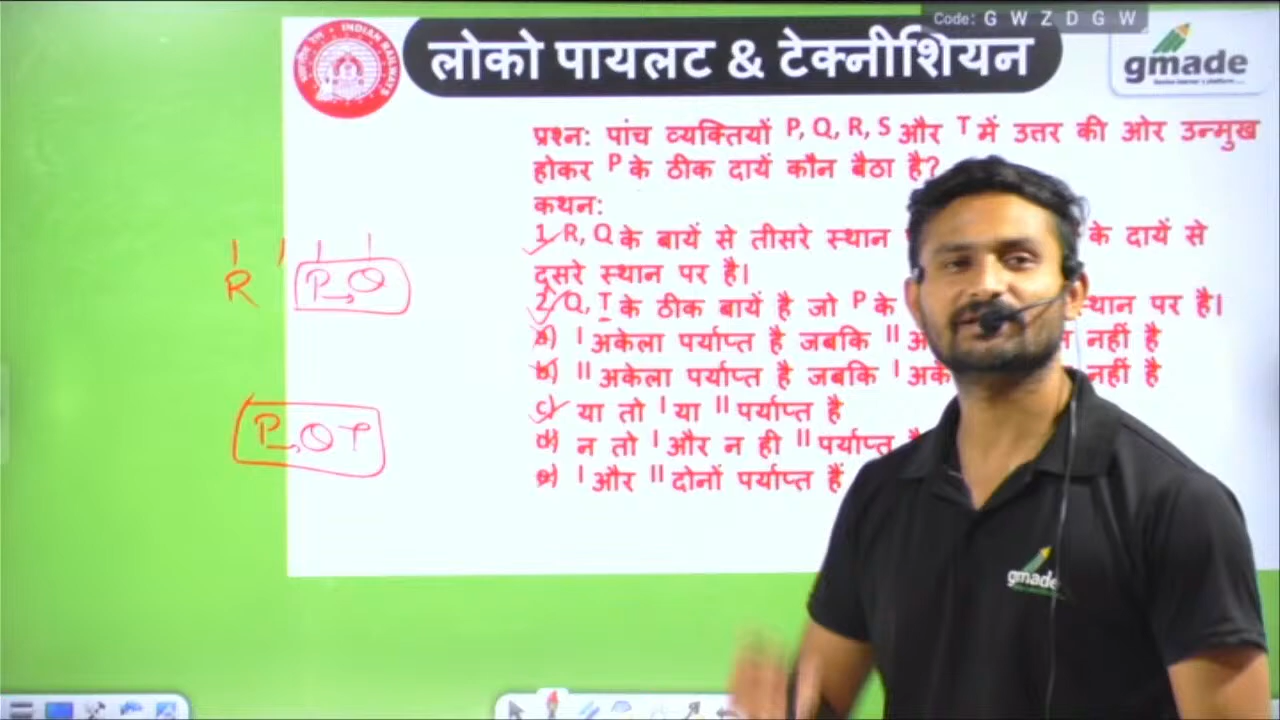 Code: G W Z D G W
INDIAN RAILWAYS
लोको पायलट & टेक्नीशियन
gmade
प्रश्न: पांच व्यक्तियों P, Q, R, S और T में उत्तर की ओर उन्मुख
होकर P के ठीक दायें कौन बैठा है?
कथन:
1. R, Q के बायें से तीसरे स्थान के दायें से
दूसरे स्थान पर है।
2. Q, T के ठीक बायें है जो P के स्थान पर है।
a) I अकेला पर्याप्त है जबकि II नहीं है
b) II अकेला पर्याप्त है जबकि I नहीं है
c) या तो I या II पर्याप्त है
d) न तो I और न ही II पर्याप्त
e) I और II दोनों पर्याप्त हैं
R P Q
P Q T
gmade